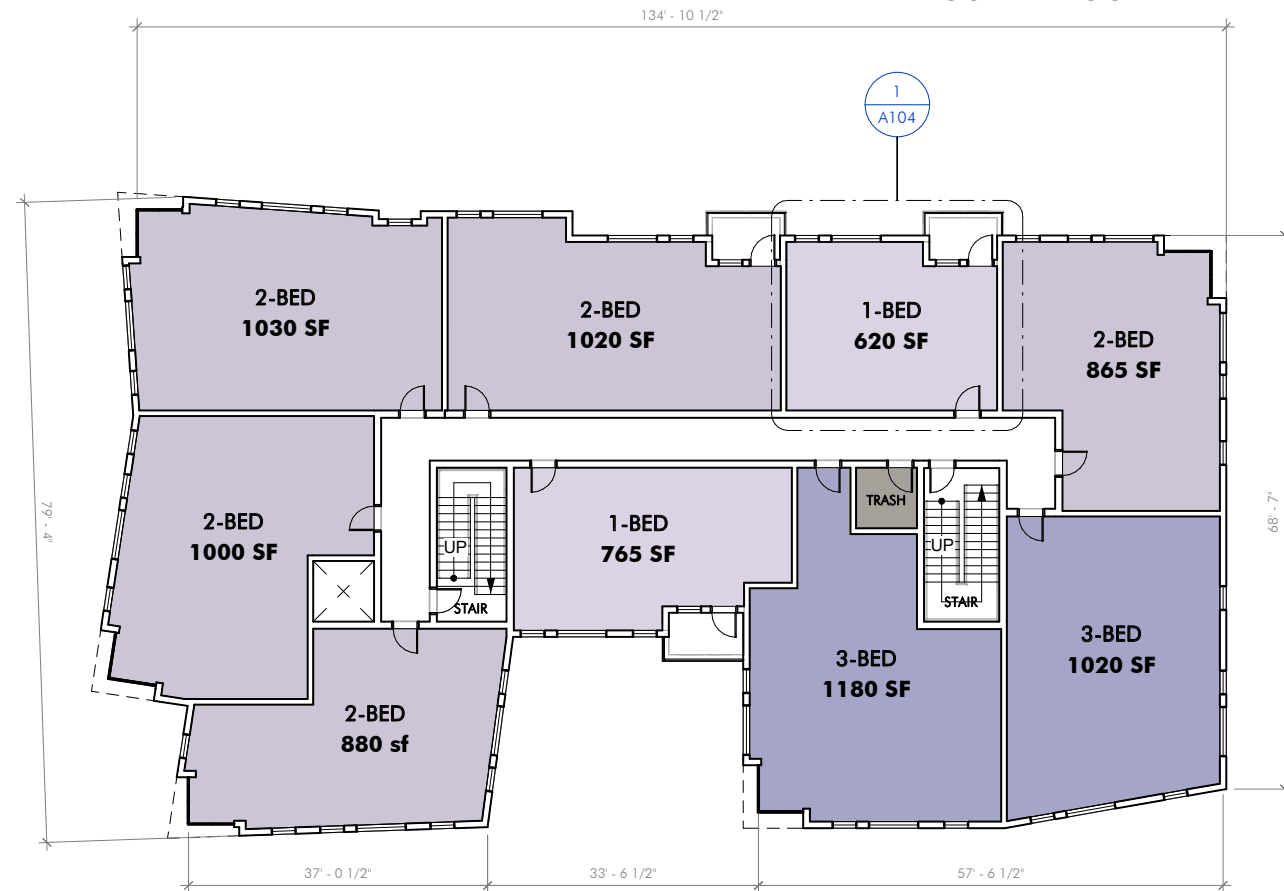 134' - 10 1/2"
1
A104
2-BED
1030 SF
2-BED
1020 SF
1-BED
620 SF
2-BED
865 SF
79' - 4"
68' - 7"
2-BED
1000 SF
UP
STAIR
1-BED
765 SF
TRASH
UP
STAIR
3-BED
1180 SF
3-BED
1020 SF
2-BED
880 sf
37' - 0 1/2"
33' - 6 1/2"
57' - 6 1/2"